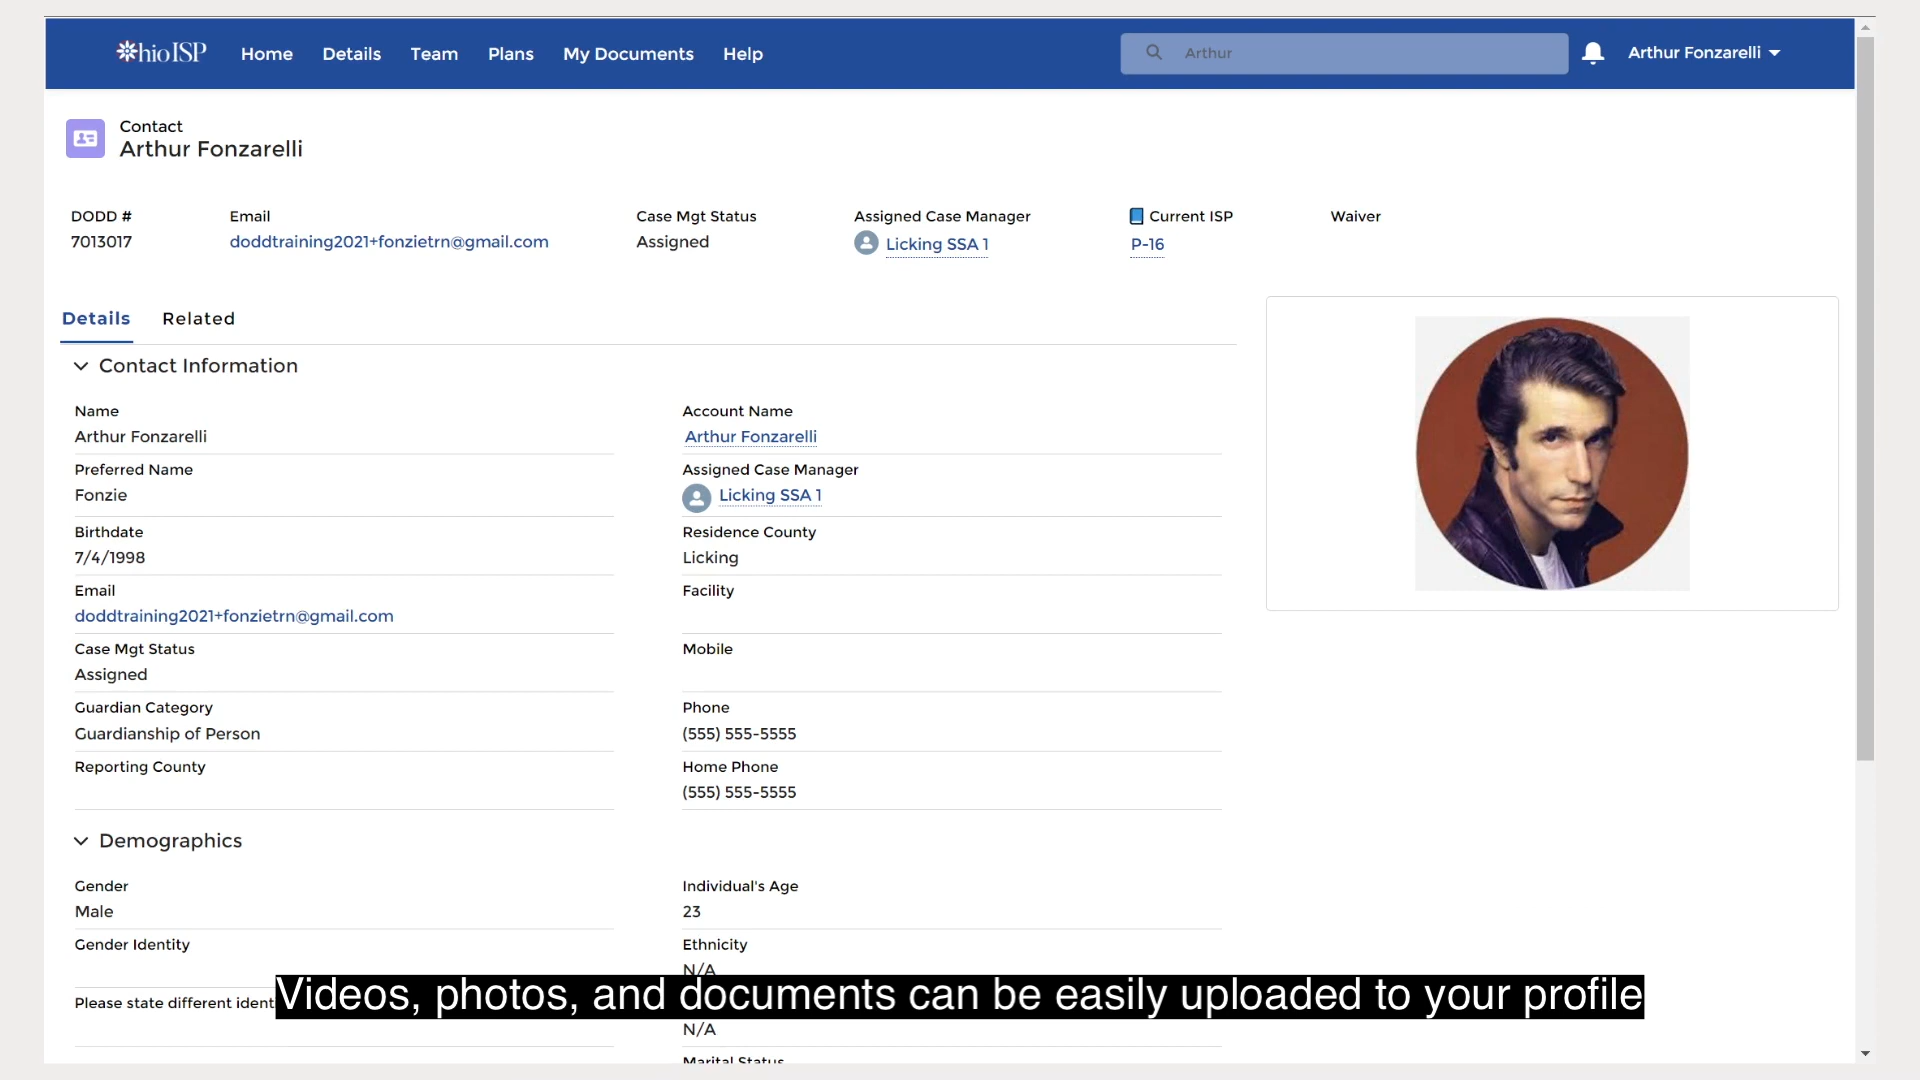 OhioISP Home Details Team Plans My Documents Help Arthur Arthur Fonzarelli
Contact
Arthur Fonzarelli
DODD # Email Case Mgt Status Assigned Case Manager Current ISP Waiver
7013017 doddtraining2021+fonzietrn@gmail.com Assigned Licking SSA 1 P-16
Details Related
Contact Information
Name Account Name
Arthur Fonzarelli Arthur Fonzarelli
Preferred Name Assigned Case Manager
Fonzie Licking SSA 1
Birthdate Residence County
7/4/1998 Licking
Email Facility
doddtraining2021+fonzietrn@gmail.com
Case Mgt Status Mobile
Assigned
Guardian Category Phone
Guardianship of Person (555) 555-5555
Reporting County Home Phone
(555) 555-5555
Demographics
Gender Individual's Age
Male 23
Gender Identity Ethnicity
N/A
Please state different ident
Videos, photos, and documents can be easily uploaded to your profile
N/A
Marital Status